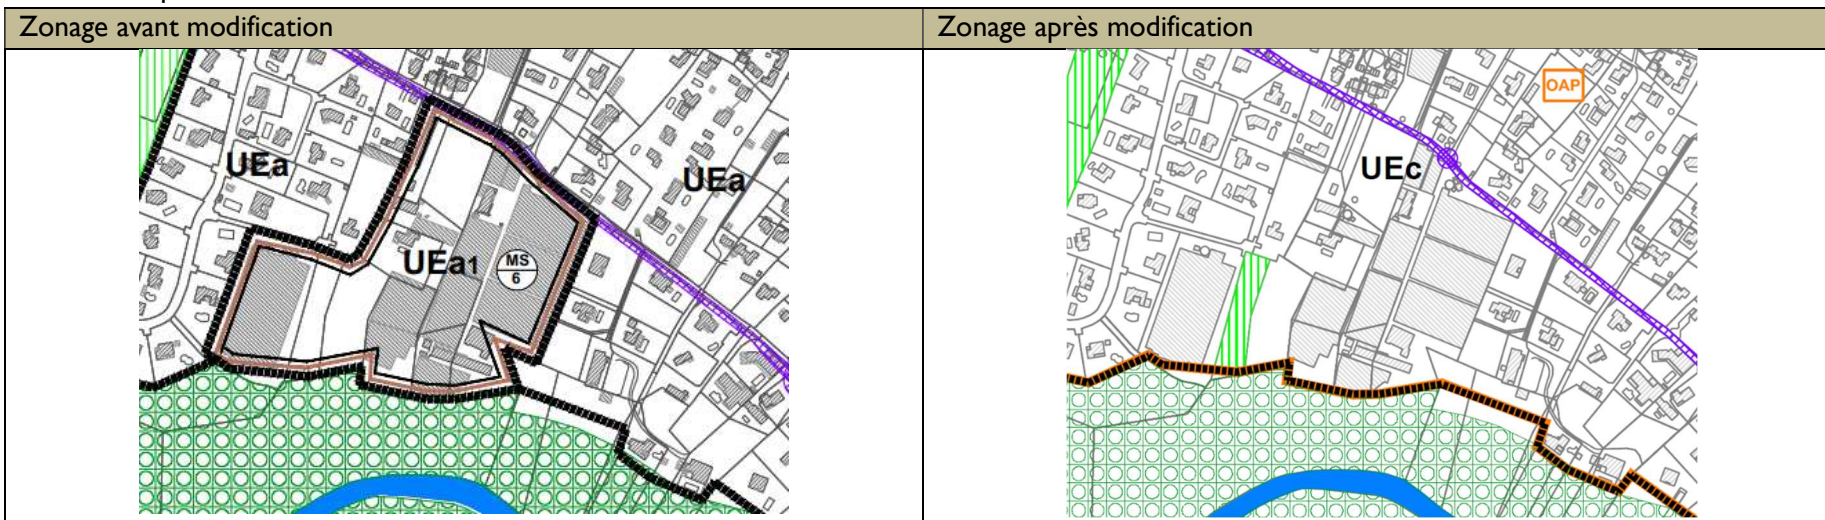 Zonage avant modification
Zonage après modification
UEa
UEa
UEa1
MS
6
OAP
UEc